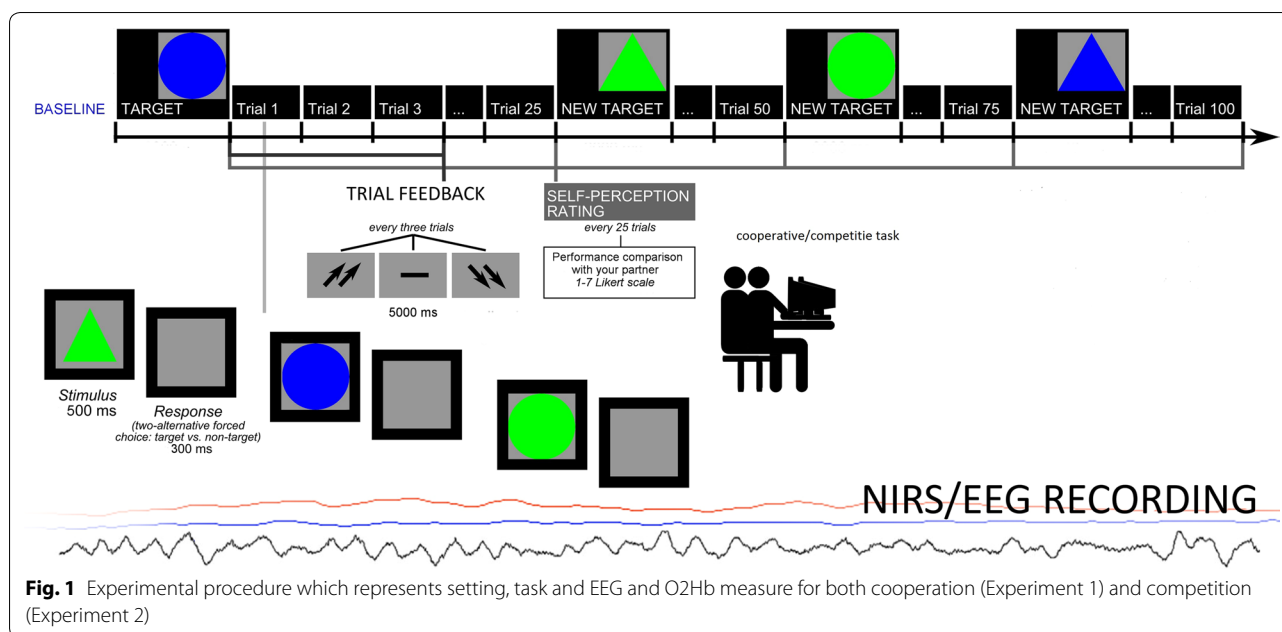 BASELINE
TARGET
Trial 1
Trial 2
Trial 3
...
Trial 25
NEW TARGET
...
Trial 50
NEW TARGET
...
Trial 75
NEW TARGET
...
Trial 100
TRIAL FEEDBACK
every three trials
5000 ms
SELF-PERCEPTION
RATING
every 25 trials
Performance comparison
with your partner
1-7 Likert scale
cooperative/competitie task
Stimulus
500 ms
Response
(two-alternative forced
choice: target vs. non-target)
300 ms
NIRS/EEG RECORDING
Fig. 1 Experimental procedure which represents setting, task and EEG and O2Hb measure for both cooperation (Experiment 1) and competition
(Experiment 2)